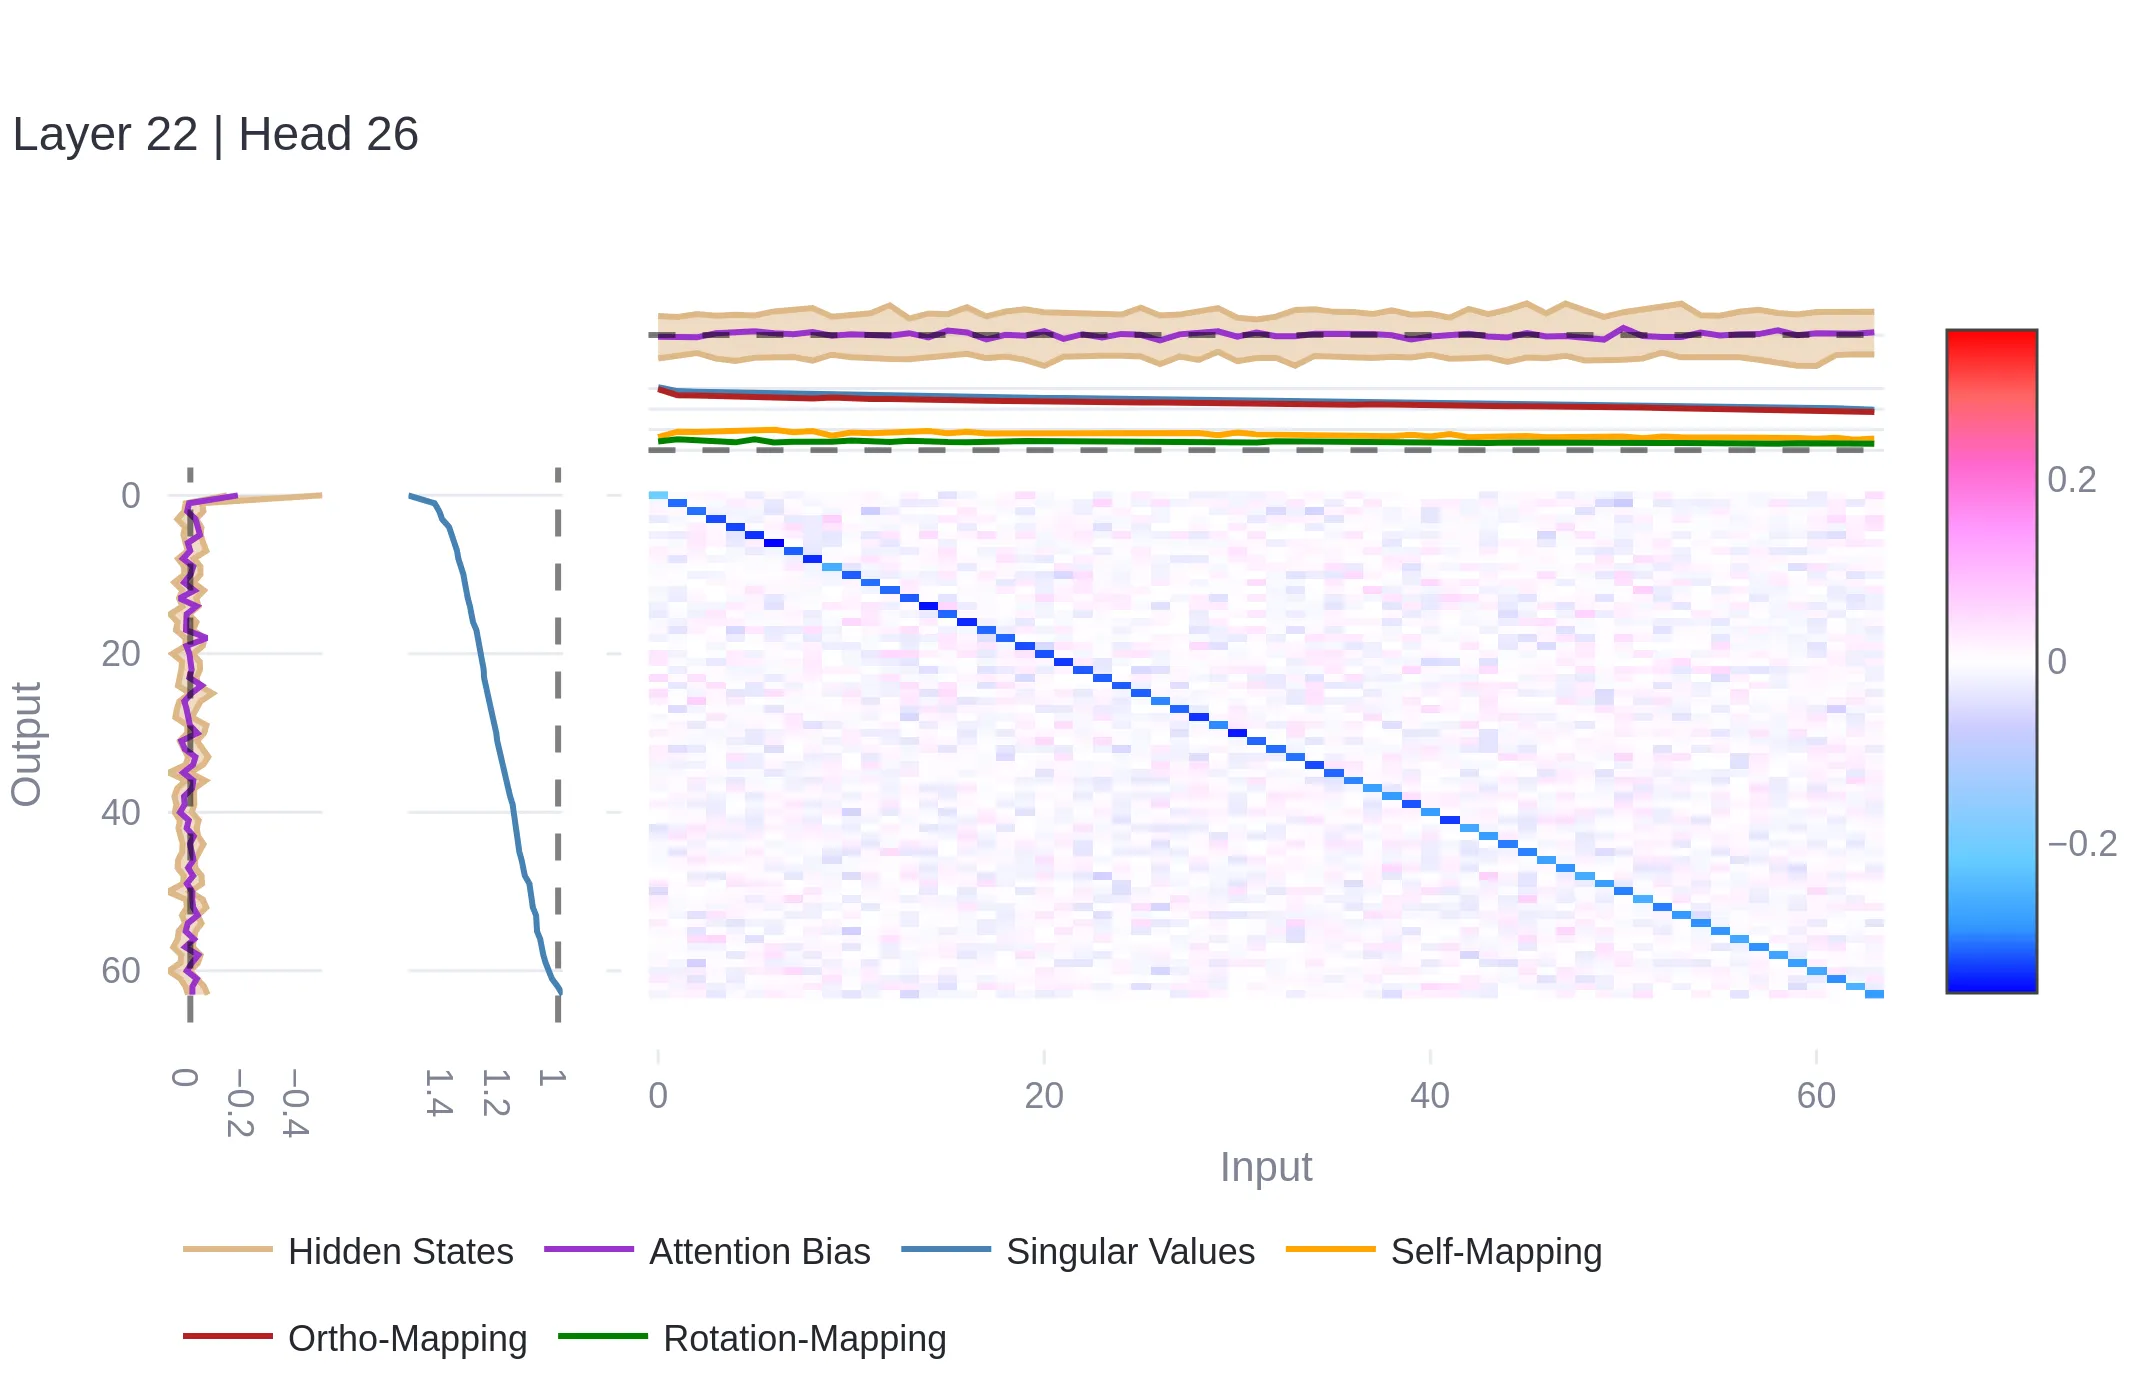 Layer 22 | Head 26
0
20
40
60
Output
0
−0.2
−0.4
1.4
1.2
1
0
20
40
60
Input
0.2
0
−0.2
Hidden States
Attention Bias
Singular Values
Self-Mapping
Ortho-Mapping
Rotation-Mapping